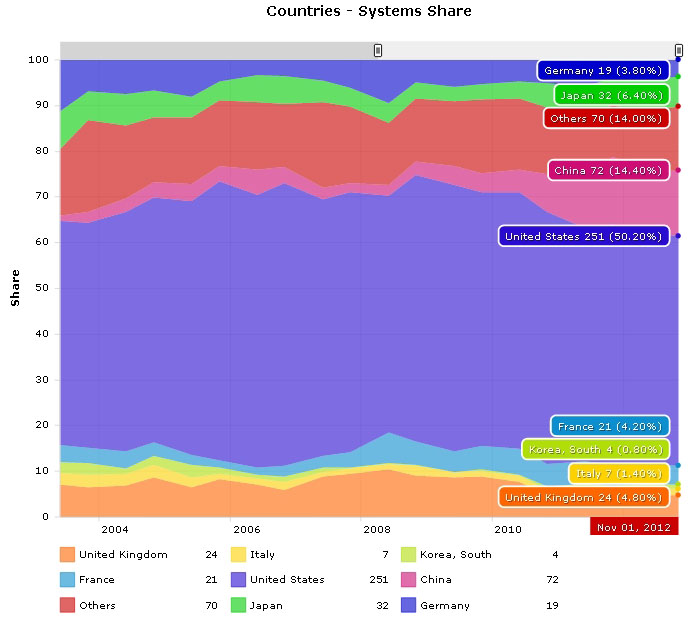 Countries - Systems Share
100
90
80
70
60
50
40
30
20
10
0
Share
Germany 19 (3.80%)
Japan 32 (6.40%)
Others 70 (14.00%)
China 72 (14.40%)
United States 251 (50.20%)
France 21 (4.20%)
Korea, South 4 (0.80%)
Italy 7 (1.40%)
United Kingdom 24 (4.80%)
2004 2006 2008 2010 Nov 01, 2012
United Kingdom 24 Italy 7 Korea, South 4
France 21 United States 251 China 72
Others 70 Japan 32 Germany 19